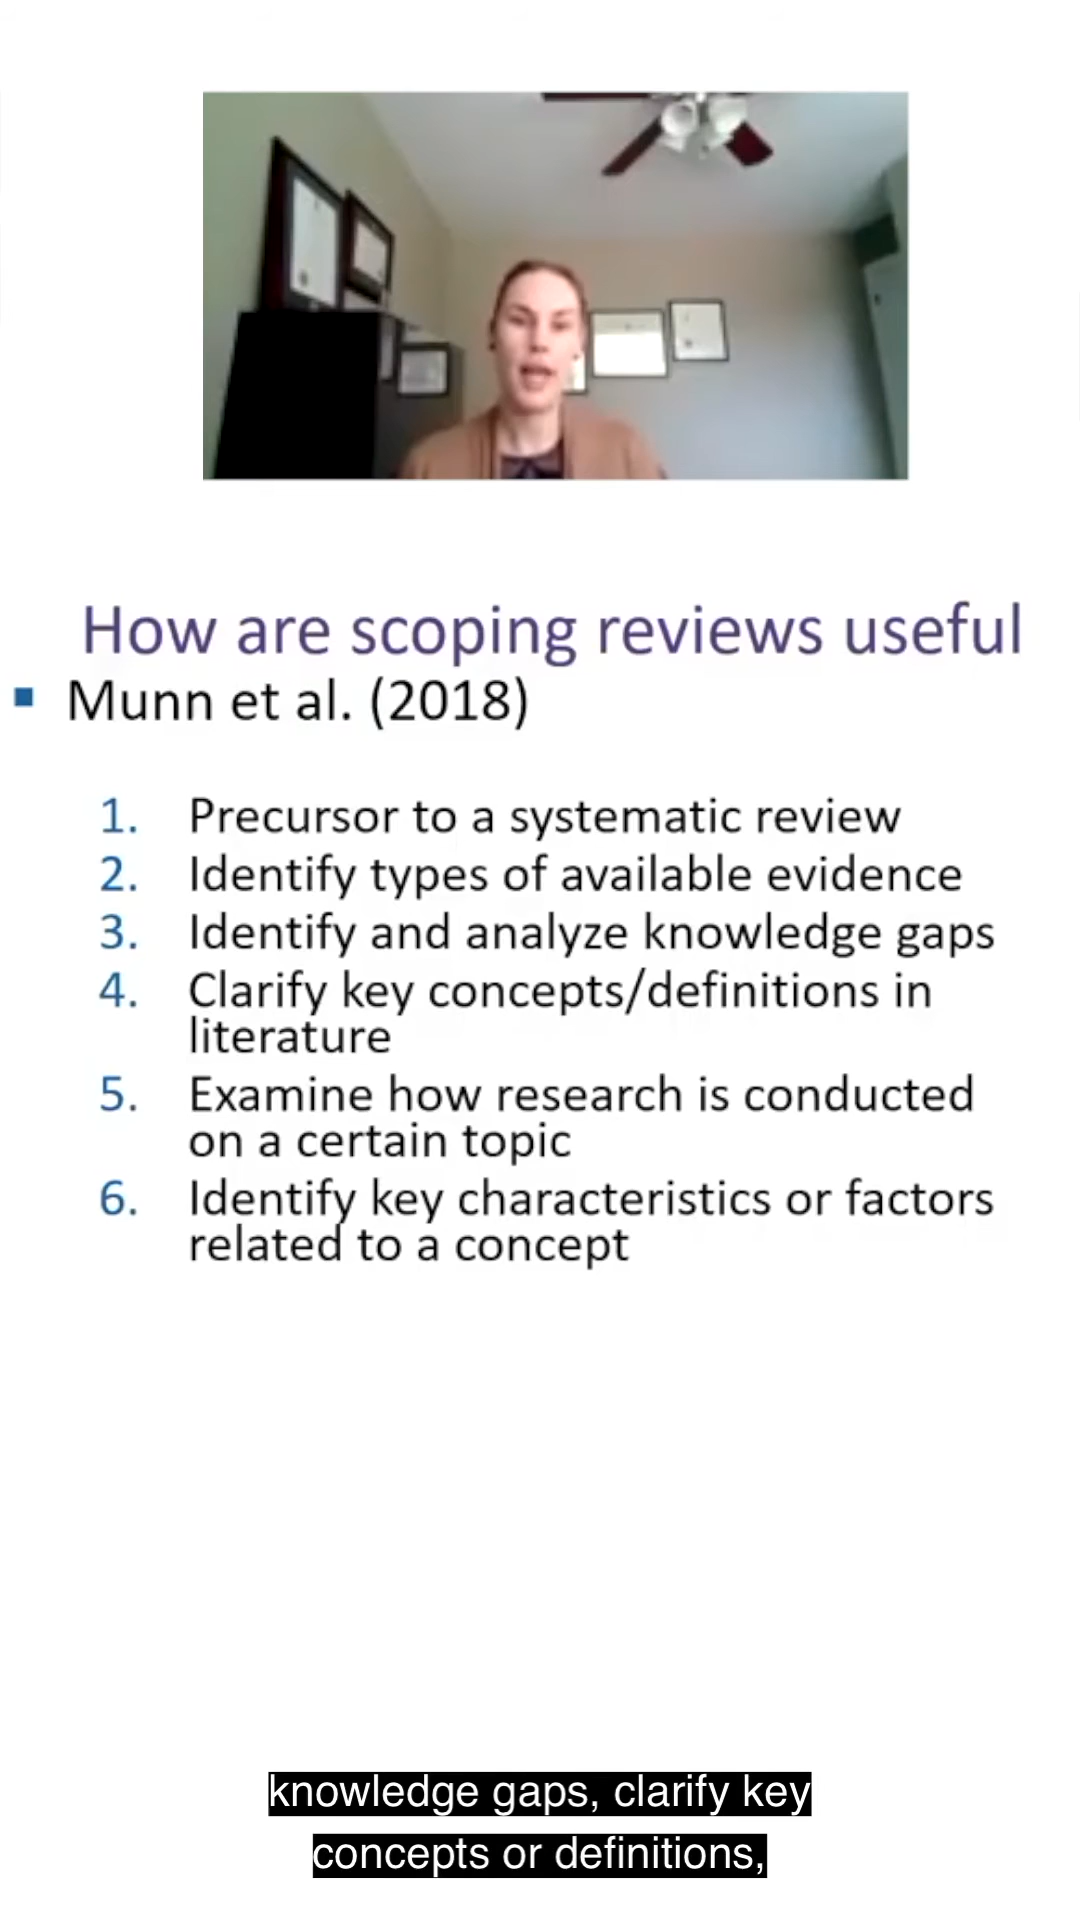 How are scoping reviews useful
▪ Munn et al. (2018)
1. Precursor to a systematic review
2. Identify types of available evidence
3. Identify and analyze knowledge gaps
4. Clarify key concepts/definitions in
literature
5. Examine how research is conducted
on a certain topic
6. Identify key characteristics or factors
related to a concept
knowledge gaps, clarify key
concepts or definitions,